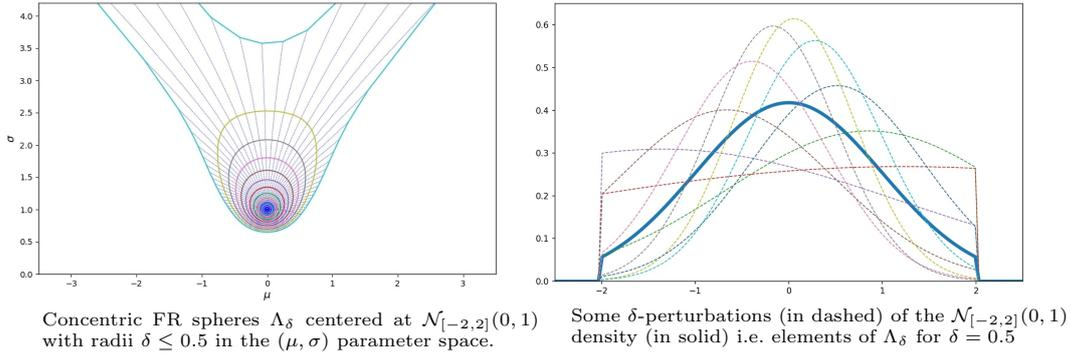 4.0
3.5
3.0
2.5
2.0
1.5
1.0
0.5
0.0
σ
−3 −2 −1 0 1 2 3
μ
0.6
0.5
0.4
0.3
0.2
0.1
0.0
−2 −1 0 1 2
Concentric FR spheres Λδ centered at 𝒩[−2,2](0, 1)
with radii δ ≤ 0.5 in the (μ, σ) parameter space.
Some δ-perturbations (in dashed) of the 𝒩[−2,2](0, 1)
density (in solid) i.e. elements of Λδ for δ = 0.5